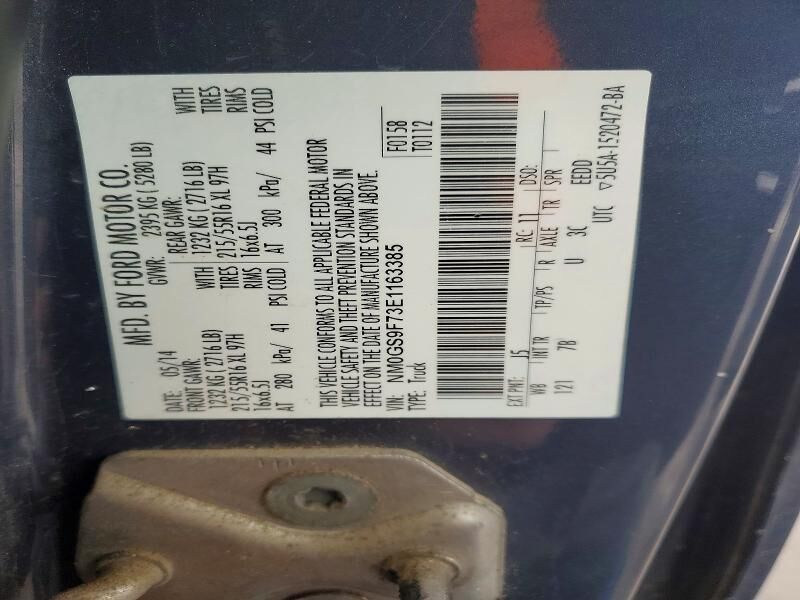 MFD. BY FORD MOTOR CO.
DATE: 05/14 GVWR: 2395 KG ( 5280 LB)
FRONT GAWR: REAR GAWR:
1232 KG ( 2716 LB) WITH 1232 KG ( 2716 LB) WITH
215/55R16 XL 97H TIRES 215/55R16 XL 97H TIRES
16x6.5J RIMS 16x6.5J RIMS
AT 280 kPa/ 41 PSI COLD AT 300 kPa/ 44 PSI COLD
THIS VEHICLE CONFORMS TO ALL APPLICABLE FEDERAL MOTOR
VEHICLE SAFETY AND THEFT PREVENTION STANDARDS IN
EFFECT ON THE DATE OF MANUFACTURE SHOWN ABOVE.
VIN: NM0GS9F73E1163385 F0158
TYPE: Truck T0112
EXT PNT: J5 RC: 11 DSO:
WB INT TR TP/PS R AXLE TR SPR
121 7B U 3C EEDD
UTC ▽5U5A-1520472-BA